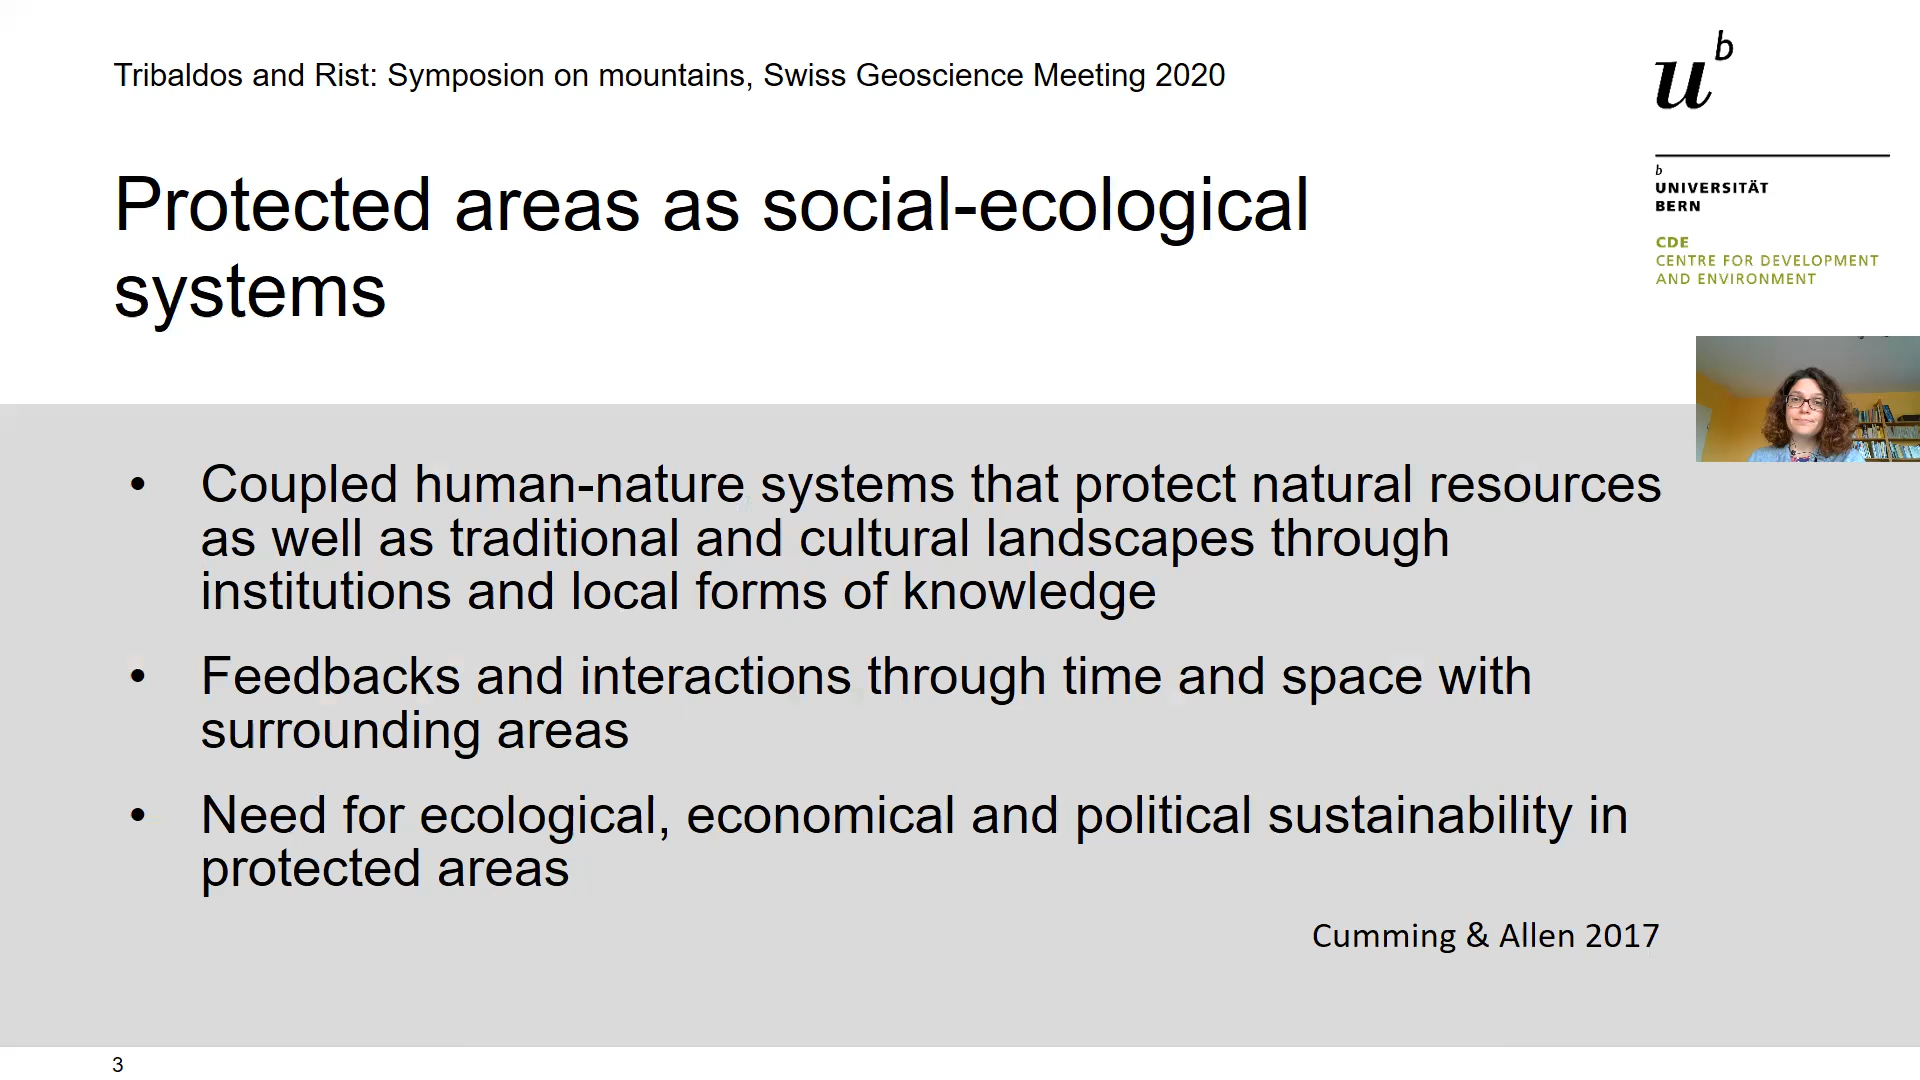 Tribaldos and Rist: Symposion on mountains, Swiss Geoscience Meeting 2020
u
b
b
UNIVERSITÄT
BERN
CDE
CENTRE FOR DEVELOPMENT
AND ENVIRONMENT
Protected areas as social-ecological
systems
• Coupled human-nature systems that protect natural resources
as well as traditional and cultural landscapes through
institutions and local forms of knowledge
• Feedbacks and interactions through time and space with
surrounding areas
• Need for ecological, economical and political sustainability in
protected areas
Cumming & Allen 2017
3